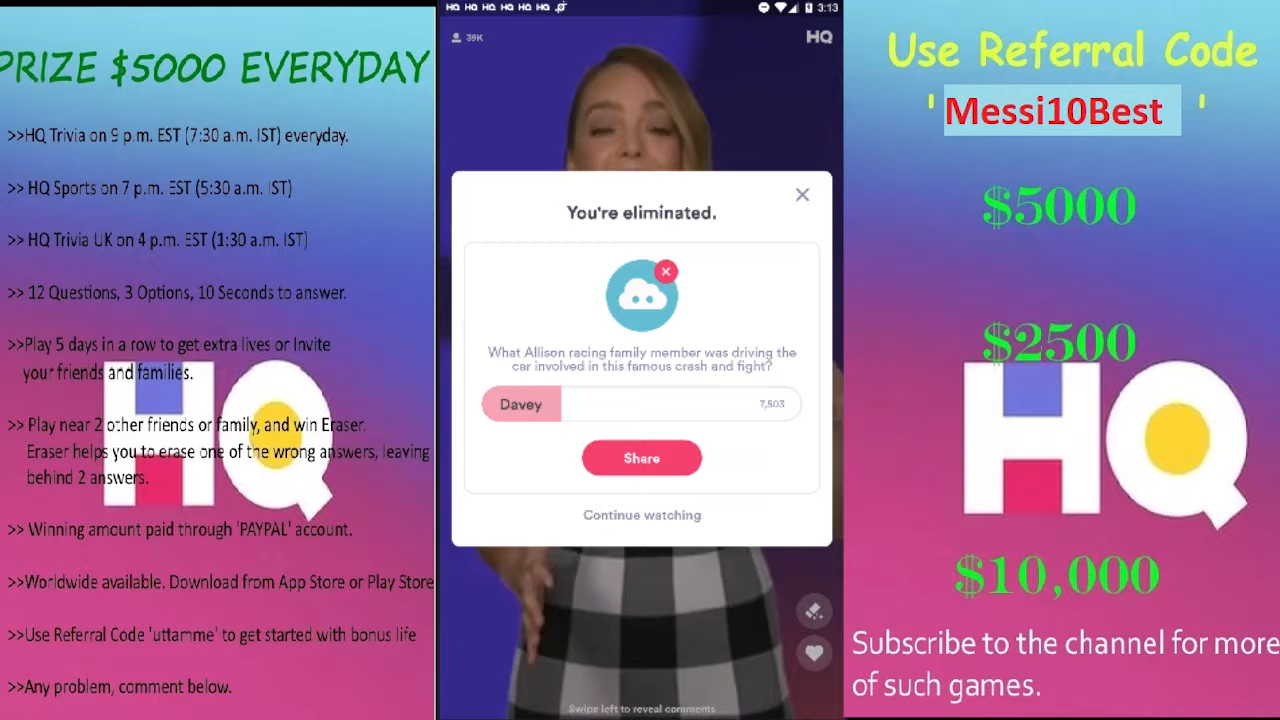 PRIZE $5000 EVERYDAY
>>HQ Trivia on 9 p.m. EST (7:30 a.m. IST) everyday.
>> HQ Sports on 7 p.m. EST (5:30 a.m. IST)
>> HQ Trivia UK on 4 p.m. EST (1:30 a.m. IST)
>> 12 Questions, 3 Options, 10 Seconds to answer.
>>Play 5 days in a row to get extra lives or Invite
your friends and families.
>> Play near 2 other friends or family, and win Eraser.
Eraser helps you to erase one of the wrong answers, leaving
behind 2 answers.
>> Winning amount paid through 'PAYPAL' account.
>>Worldwide available. Download from App Store or Play Store
>>Use Referral Code 'uttamme' to get started with bonus life
>>Any problem, comment below.
HQ
HQ HQ HQ HQ HQ HQ
3:13
39K
HQ
You're eliminated.
What Allison racing family member was driving the
car involved in this famous crash and fight?
Davey
7,503
Share
Continue watching
Swipe left to reveal comments
Use Referral Code
' Messi10Best '
$5000
$2500
HQ
$10,000
Subscribe to the channel for more
of such games.